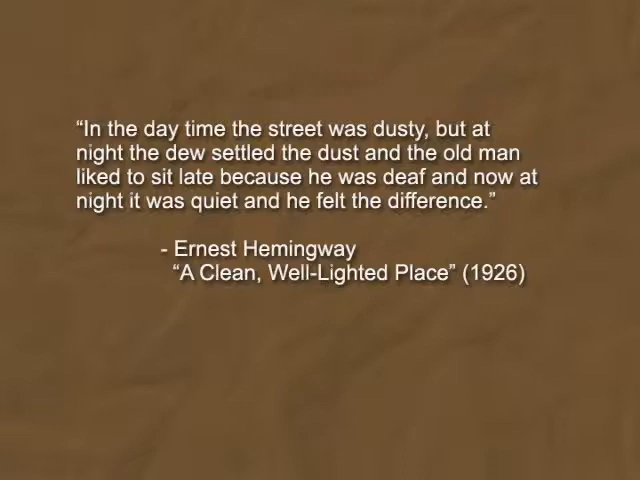 “In the day time the street was dusty, but at
night the dew settled the dust and the old man
liked to sit late because he was deaf and now at
night it was quiet and he felt the difference.”
- Ernest Hemingway
“A Clean, Well-Lighted Place” (1926)